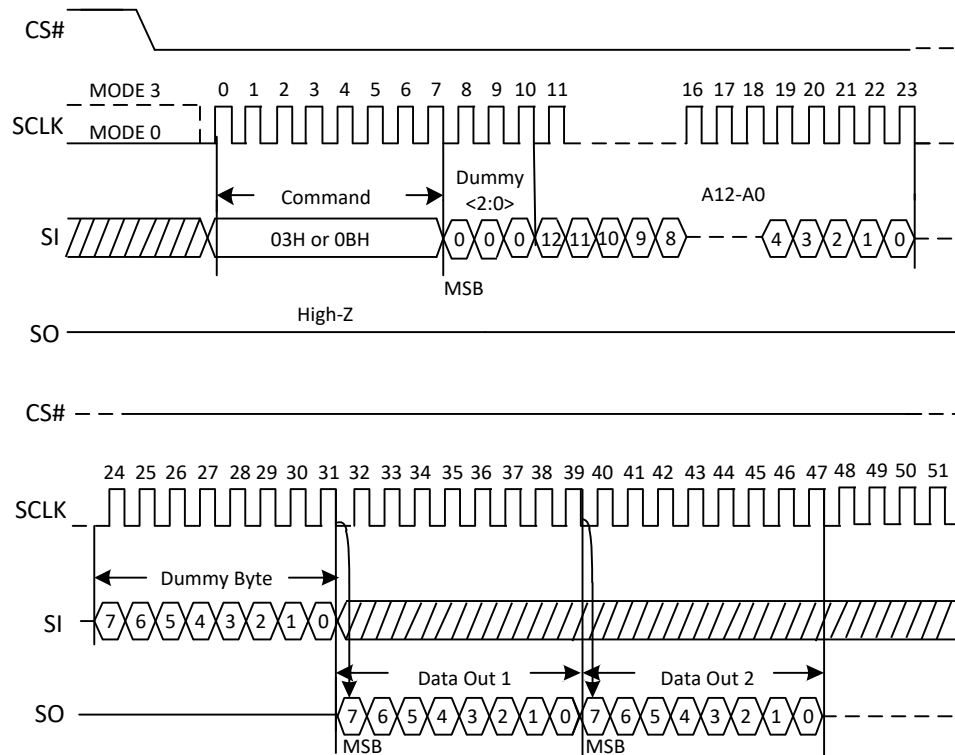 CS#
MODE 3
0 1 2 3 4 5 6 7 8 9 10 11 16 17 18 19 20 21 22 23
SCLK
MODE 0
Command
Dummy
<2:0>
A12-A0
SI
03H or 0BH
0 0 0 12 11 10 9 8 4 3 2 1 0
MSB
High-Z
SO
CS#
24 25 26 27 28 29 30 31 32 33 34 35 36 37 38 39 40 41 42 43 44 45 46 47 48 49 50 51
SCLK
Dummy Byte
SI
7 6 5 4 3 2 1 0
Data Out 1
Data Out 2
SO
7 6 5 4 3 2 1 0 7 6 5 4 3 2 1 0
MSB
MSB